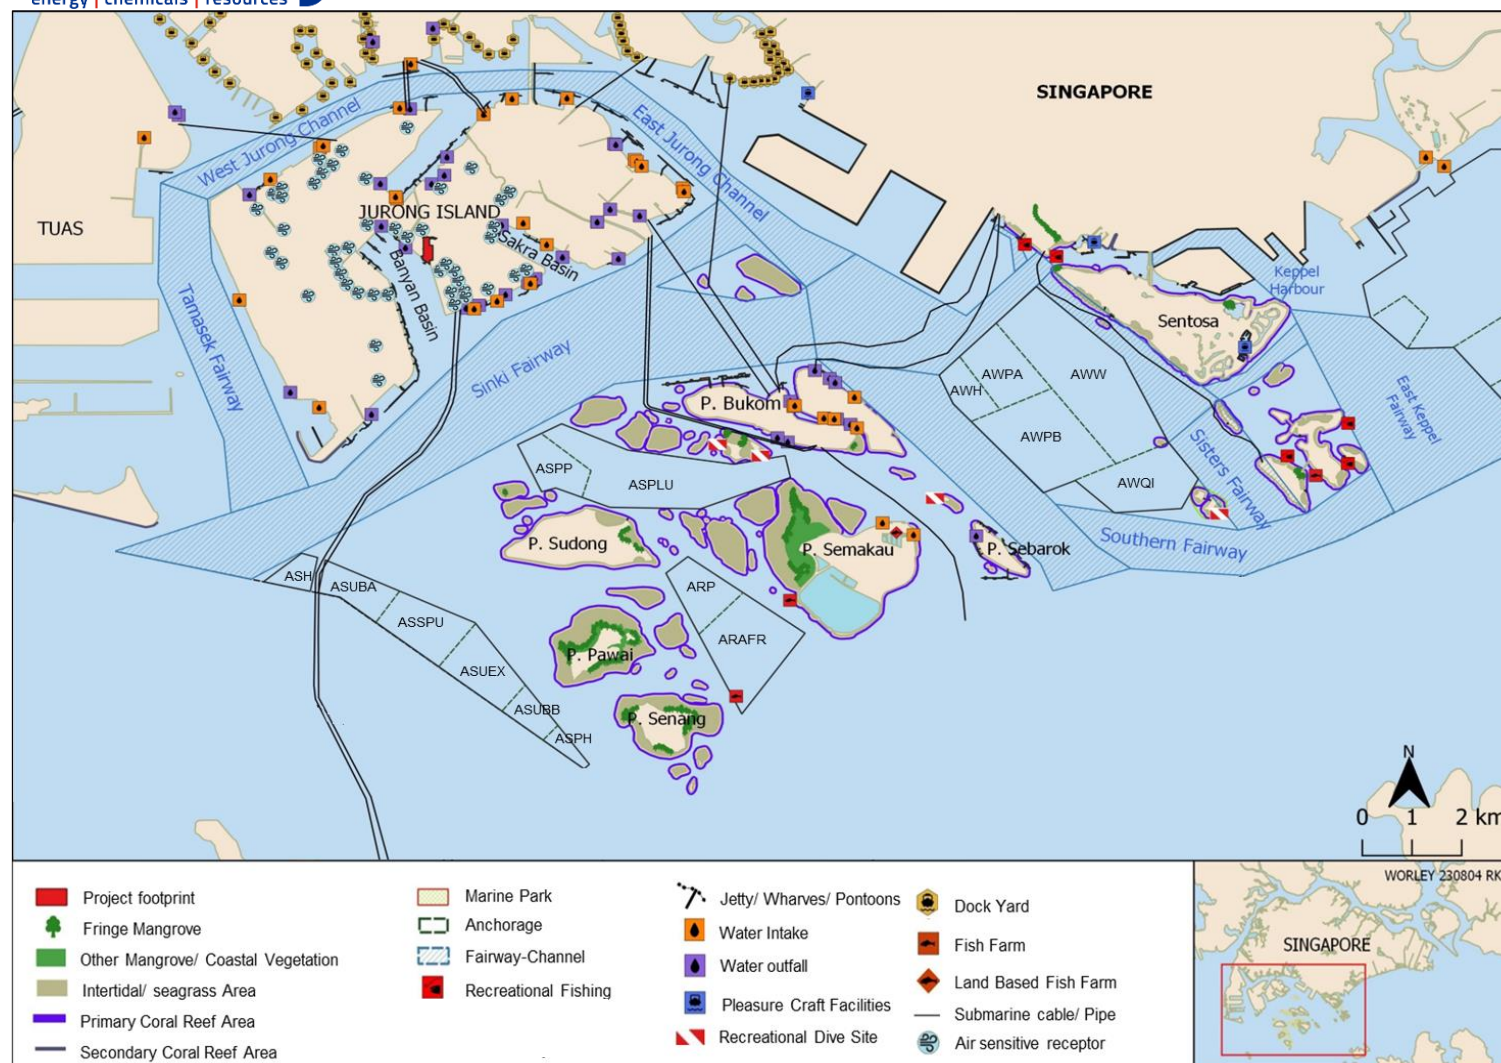 energy | chemicals | resources
SINGAPORE
West Jurong Channel
East Jurong Channel
TUAS
JURONG ISLAND
Sakra Basin
Banyan Basin
Tamasek Fairway
Sinki Fairway
Keppel
Harbour
Sentosa
AWPA
AWW
AWH
AWPB
AWQI
East Keppel
Fairway
Sisters Fairway
Southern Fairway
P. Bukom
ASPP
ASPLU
P. Sudong
P. Semakau
P. Sebarok
ASH
ASUBA
ASSPU
ASUEX
ASUBB
ASPH
ARP
ARAFR
P. Pawai
P. Senang
N
0 1 2 km
Project footprint
Fringe Mangrove
Other Mangrove/ Coastal Vegetation
Intertidal/ seagrass Area
Primary Coral Reef Area
Secondary Coral Reef Area
Marine Park
Anchorage
Fairway-Channel
Recreational Fishing
Jetty/ Wharves/ Pontoons
Water Intake
Water outfall
Pleasure Craft Facilities
Recreational Dive Site
Dock Yard
Fish Farm
Land Based Fish Farm
Submarine cable/ Pipe
Air sensitive receptor
WORLEY 230804 RK
SINGAPORE